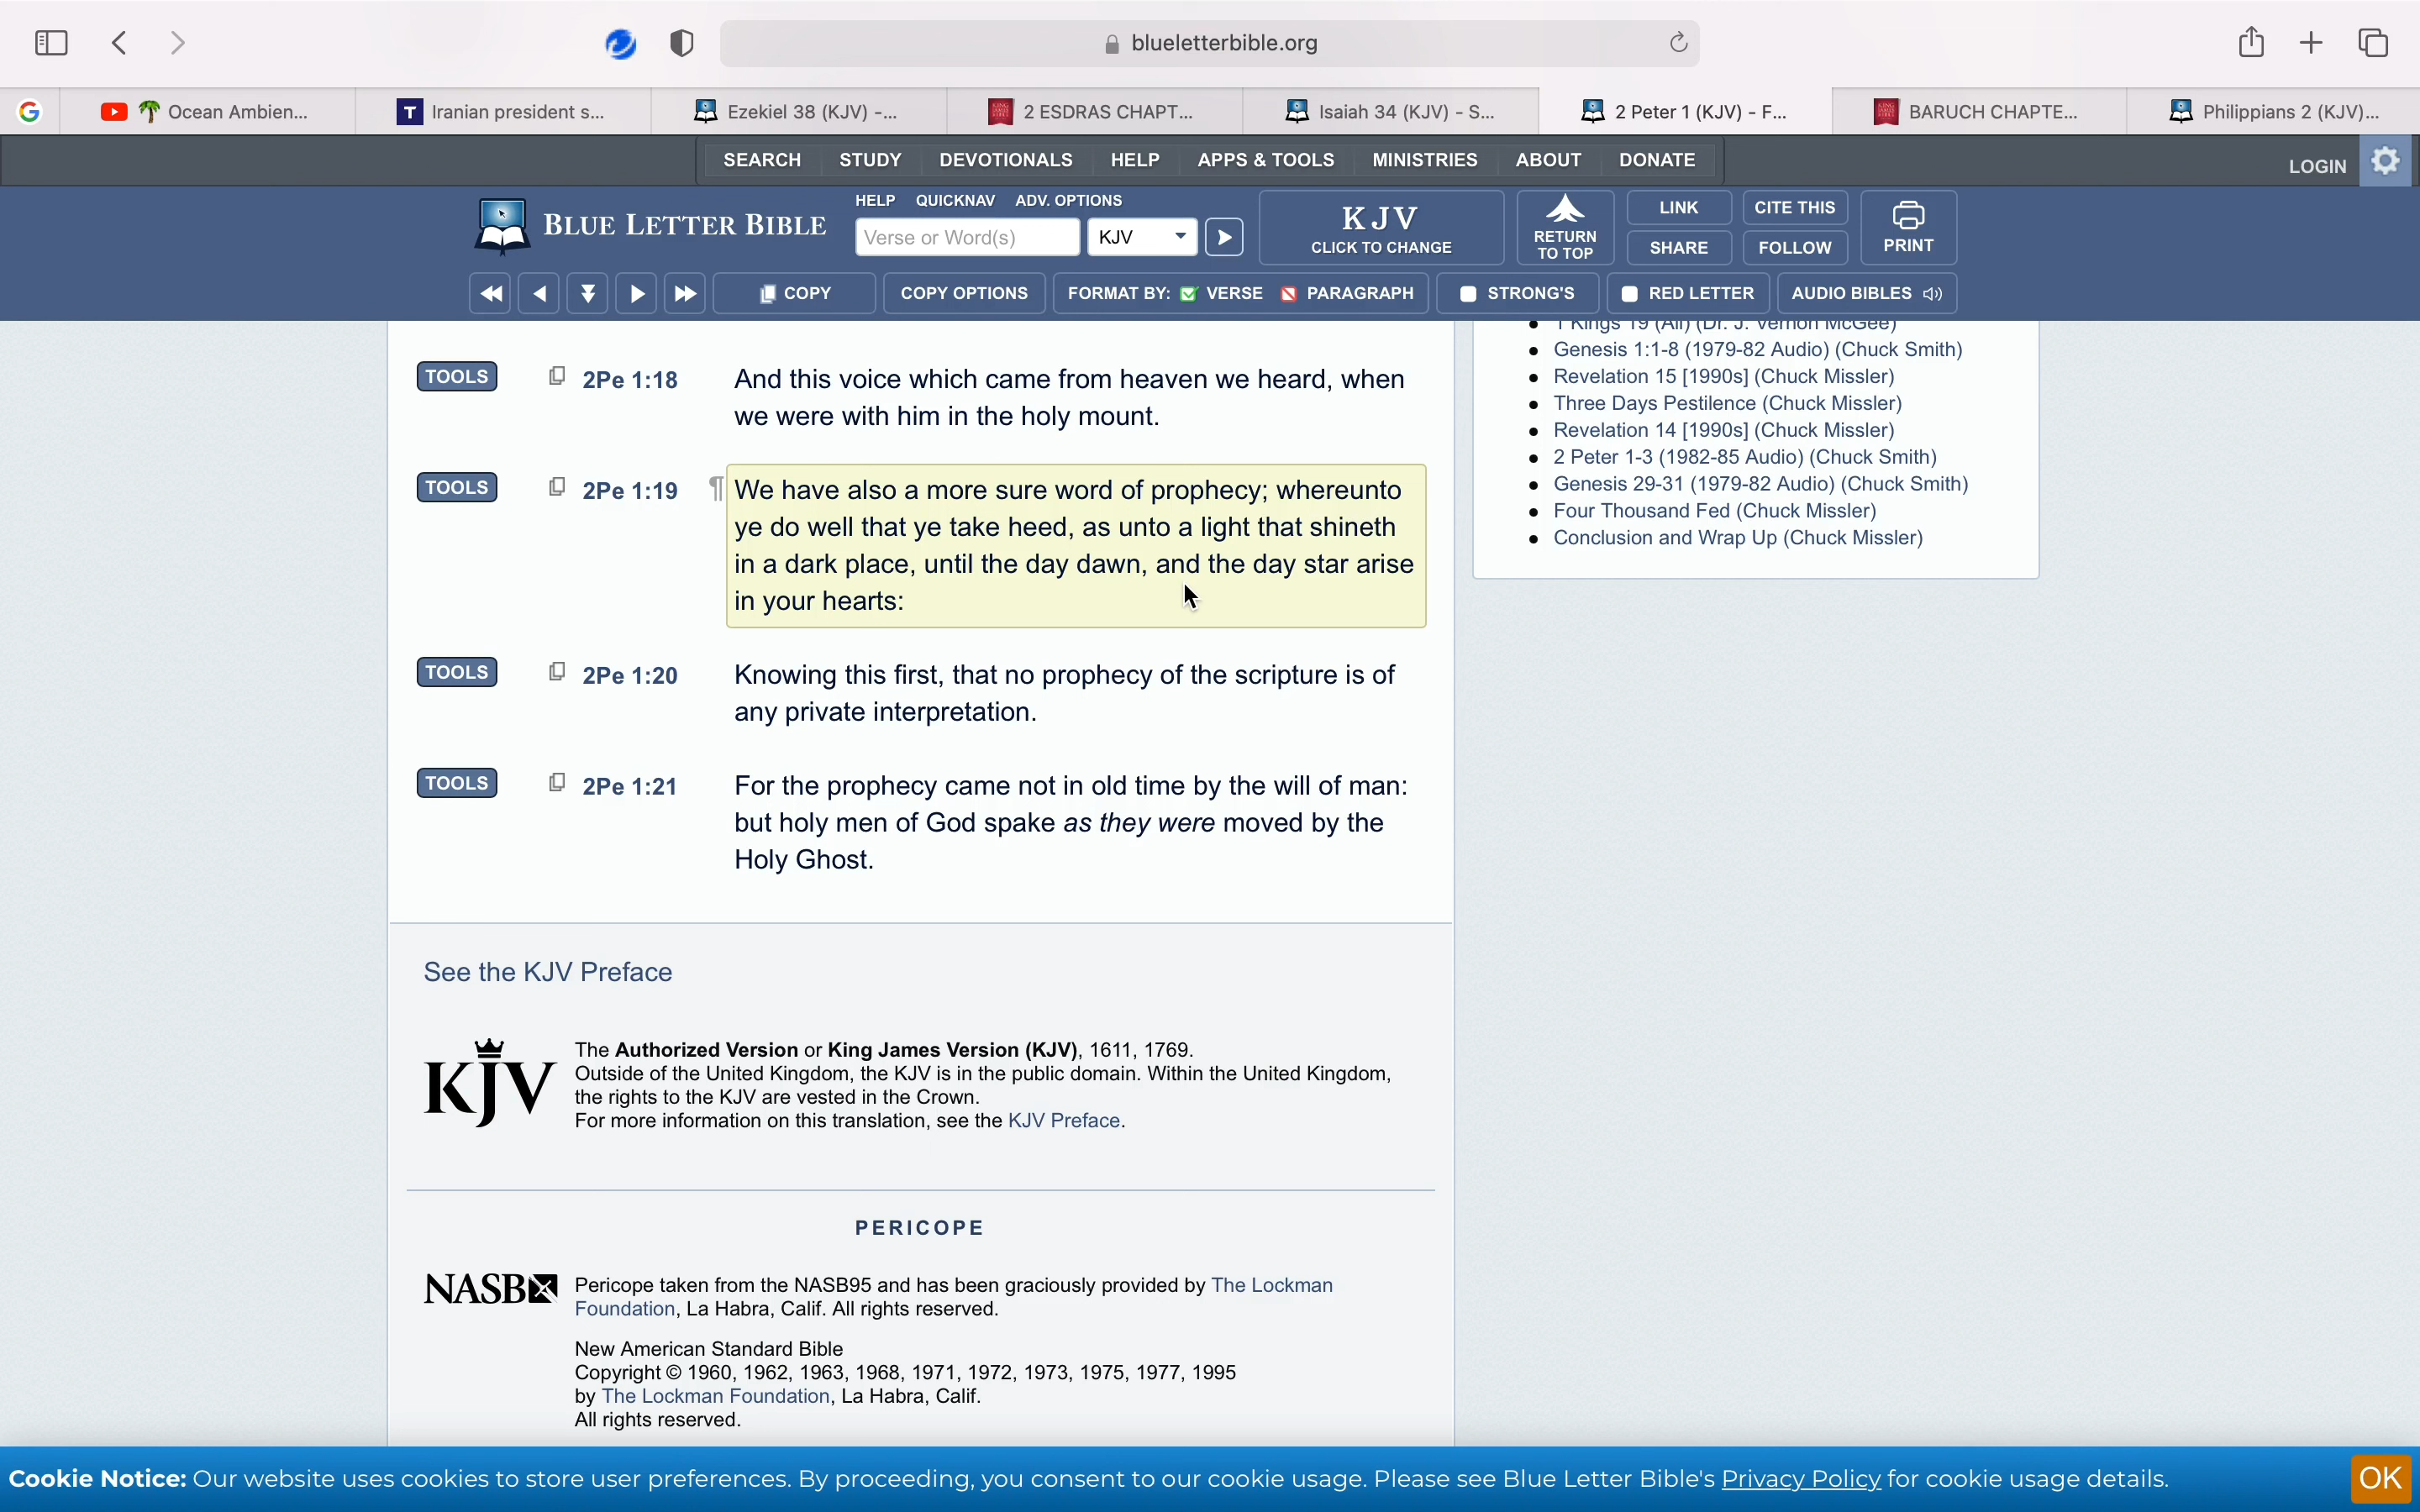 blueletterbible.org
Ocean Ambien...
Iranian president s...
Ezekiel 38 (KJV) -...
2 ESDRAS CHAPT...
Isaiah 34 (KJV) - S...
2 Peter 1 (KJV) - F...
BARUCH CHAPTE...
Philippians 2 (KJV)...
SEARCH STUDY DEVOTIONALS HELP APPS & TOOLS MINISTRIES ABOUT DONATE
LOGIN
BLUE LETTER BIBLE
HELP QUICKNAV ADV. OPTIONS
Verse or Word(s)
KJV
KJV
CLICK TO CHANGE
RETURN
TO TOP
LINK
CITE THIS
SHARE
FOLLOW
PRINT
COPY
COPY OPTIONS
FORMAT BY: VERSE PARAGRAPH
STRONG'S
RED LETTER
AUDIO BIBLES
TOOLS 2Pe 1:18 And this voice which came from heaven we heard, when
we were with him in the holy mount.
TOOLS 2Pe 1:19 ¶ We have also a more sure word of prophecy; whereunto
ye do well that ye take heed, as unto a light that shineth
in a dark place, until the day dawn, and the day star arise
in your hearts:
TOOLS 2Pe 1:20 Knowing this first, that no prophecy of the scripture is of
any private interpretation.
TOOLS 2Pe 1:21 For the prophecy came not in old time by the will of man:
but holy men of God spake as they were moved by the
Holy Ghost.
See the KJV Preface
KJV
The Authorized Version or King James Version (KJV), 1611, 1769.
Outside of the United Kingdom, the KJV is in the public domain. Within the United Kingdom,
the rights to the KJV are vested in the Crown.
For more information on this translation, see the KJV Preface.
PERICOPE
NASB
Pericope taken from the NASB95 and has been graciously provided by The Lockman
Foundation, La Habra, Calif. All rights reserved.
New American Standard Bible
Copyright © 1960, 1962, 1963, 1968, 1971, 1972, 1973, 1975, 1977, 1995
by The Lockman Foundation, La Habra, Calif.
All rights reserved.
1 Kings 19 (All) (Dr. J. Vernon McGee)
Genesis 1:1-8 (1979-82 Audio) (Chuck Smith)
Revelation 15 [1990s] (Chuck Missler)
Three Days Pestilence (Chuck Missler)
Revelation 14 [1990s] (Chuck Missler)
2 Peter 1-3 (1982-85 Audio) (Chuck Smith)
Genesis 29-31 (1979-82 Audio) (Chuck Smith)
Four Thousand Fed (Chuck Missler)
Conclusion and Wrap Up (Chuck Missler)
Cookie Notice: Our website uses cookies to store user preferences. By proceeding, you consent to our cookie usage. Please see Blue Letter Bible's Privacy Policy for cookie usage details.
OK